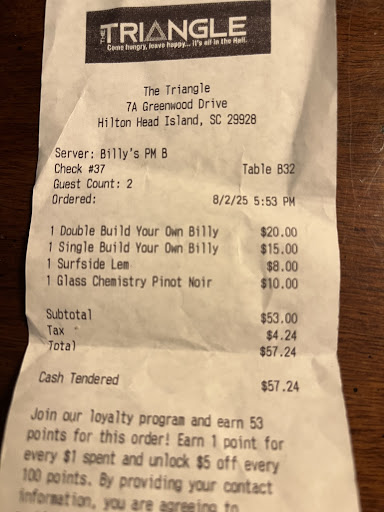 THE TRIANGLE
Come hungry, leave happy... it's all in the Hall.
The Triangle
7A Greenwood Drive
Hilton Head Island, SC 29928
Server: Billy's PM B
Check #37 Table B32
Guest Count: 2
Ordered: 8/2/25 5:53 PM
1 Double Build Your Own Billy $20.00
1 Single Build Your Own Billy $15.00
1 Surfside Lem $8.00
1 Glass Chemistry Pinot Noir $10.00
Subtotal $53.00
Tax $4.24
Total $57.24
Cash Tendered $57.24
Join our loyalty program and earn 53
points for this order! Earn 1 point for
every $1 spent and unlock $5 off every
100 points. By providing your contact
information, you are agreeing to